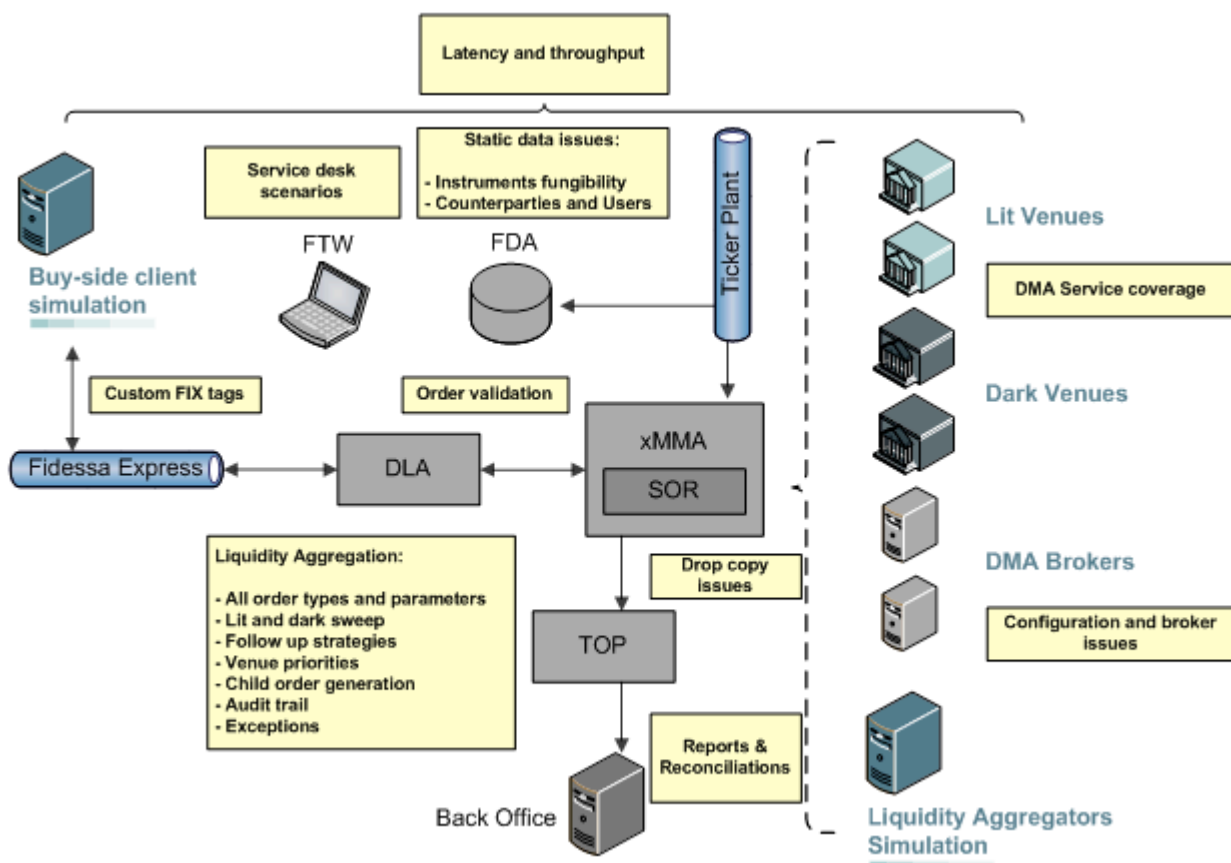 Latency and throughput
Service desk
scenarios
Static data issues:
- Instruments fungibility
- Counterparties and Users
Ticker Plant
FTW
FDA
Buy-side client
simulation
Lit Venues
DMA Service coverage
Dark Venues
Custom FIX tags
Order validation
Fidessa Express
DLA
xMMA
SOR
Liquidity Aggregation:
- All order types and parameters
- Lit and dark sweep
- Follow up strategies
- Venue priorities
- Child order generation
- Audit trail
- Exceptions
Drop copy
issues
TOP
DMA Brokers
Configuration and broker
issues
Reports &
Reconciliations
Back Office
Liquidity Aggregators
Simulation